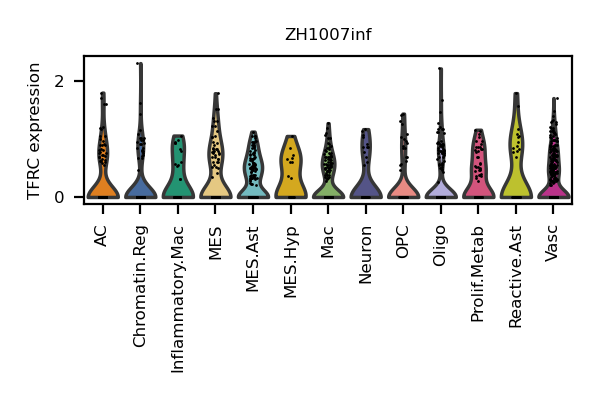 ZH1007inf
TFRC expression
2
0
AC
Chromatin.Reg
Inflammatory.Mac
MES
MES.Ast
MES.Hyp
Mac
Neuron
OPC
Oligo
Prolif.Metab
Reactive.Ast
Vasc